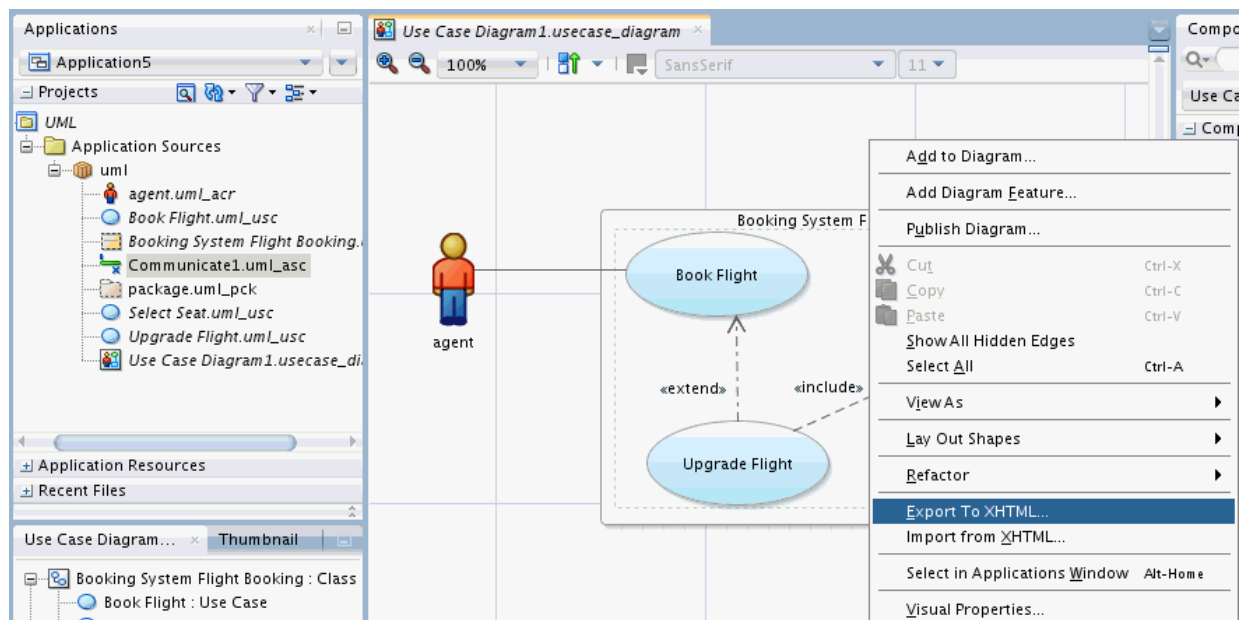 Applications
Application5
Projects
UML
Application Sources
uml
agent.uml_acr
Book Flight.uml_usc
Booking System Flight Booking.
Communicate1.uml_asc
package.uml_pck
Select Seat.uml_usc
Upgrade Flight.uml_usc
Use Case Diagram1.usecase_di
Application Resources
Recent Files
Use Case Diagram... Thumbnail
Booking System Flight Booking : Class
Book Flight : Use Case
Use Case Diagram1.usecase_diagram
100% SansSerif 11
Booking System F
Book Flight
agent
«extend» «include»
Upgrade Flight
Add to Diagram...
Add Diagram Feature...
Publish Diagram...
Cut Ctrl-X
Copy Ctrl-C
Paste Ctrl-V
Show All Hidden Edges
Select All Ctrl-A
View As
Lay Out Shapes
Refactor
Export To XHTML...
Import from XHTML...
Select in Applications Window Alt-Home
Visual Properties...
Compo
Use Ca
Comp